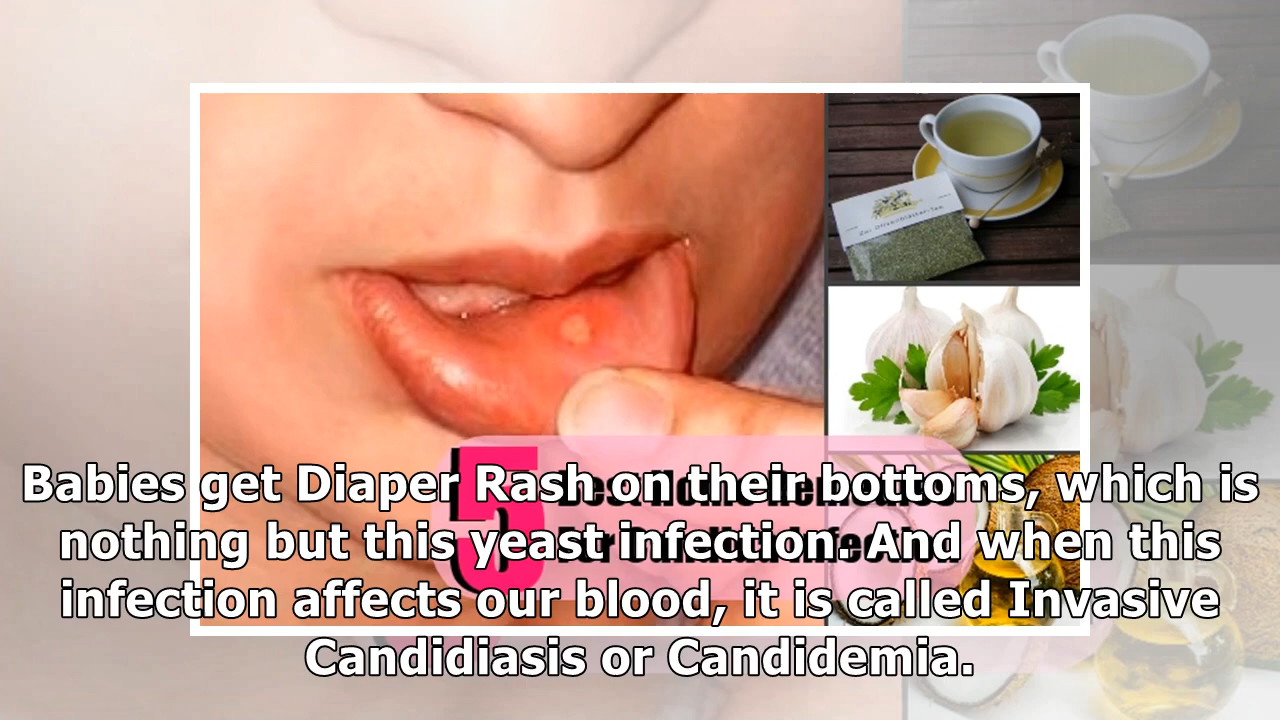 Babies get Diaper Rash on their bottoms, which is
nothing but this yeast infection. And when this
infection affects our blood, it is called Invasive
Candidiasis or Candidemia.
5